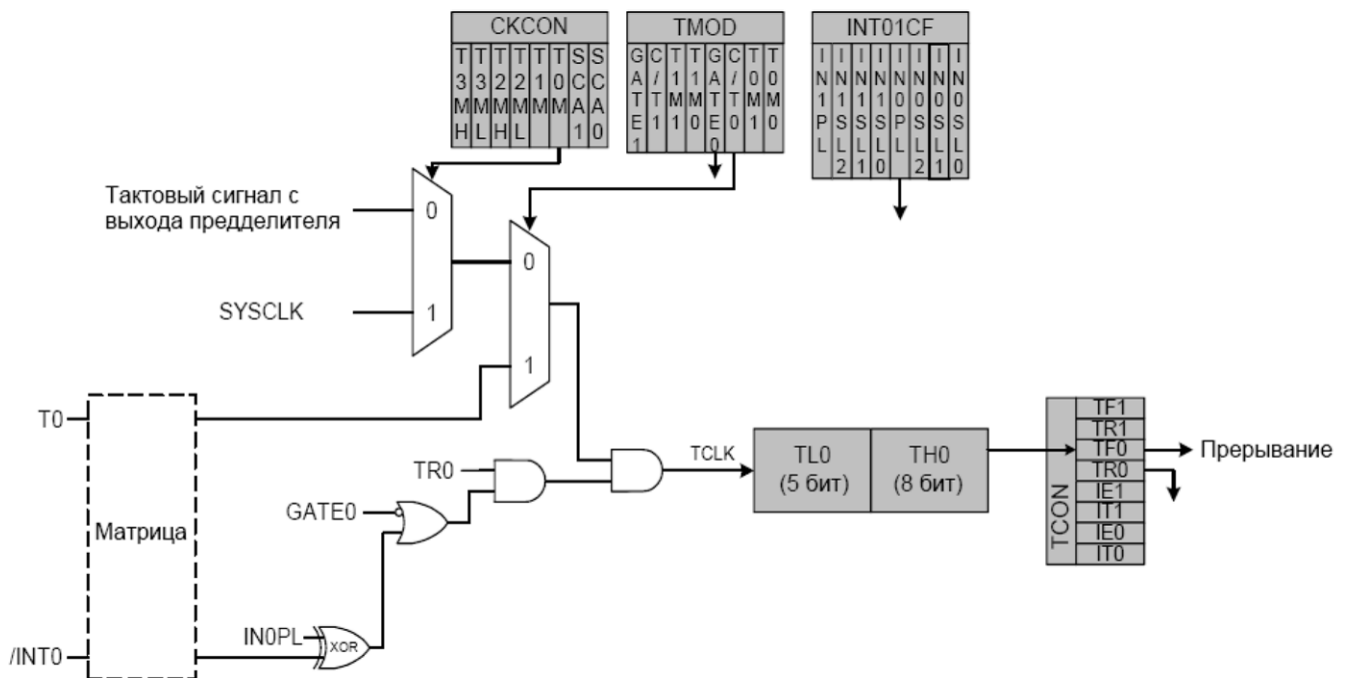 CKCON
T3MH
T3ML
T2MH
T2ML
T1M
T0M
SCA1
SCA0
TMOD
GATE1
C/T1
T1M1
T1M0
GATE0
C/T0
T0M1
T0M0
INT01CF
IN1PL
IN1SL2
IN1SL1
IN1SL0
IN0PL
IN0SL2
IN0SL1
IN0SL0
Тактовый сигнал с
выхода предделителя
0
1
SYSCLK
0
1
T0
Матрица
/INT0
TR0
GATE0
IN0PL
XOR
TCLK
TL0
(5 бит)
TH0
(8 бит)
TCON
TF1
TR1
TF0
TR0
IE1
IT1
IE0
IT0
Прерывание